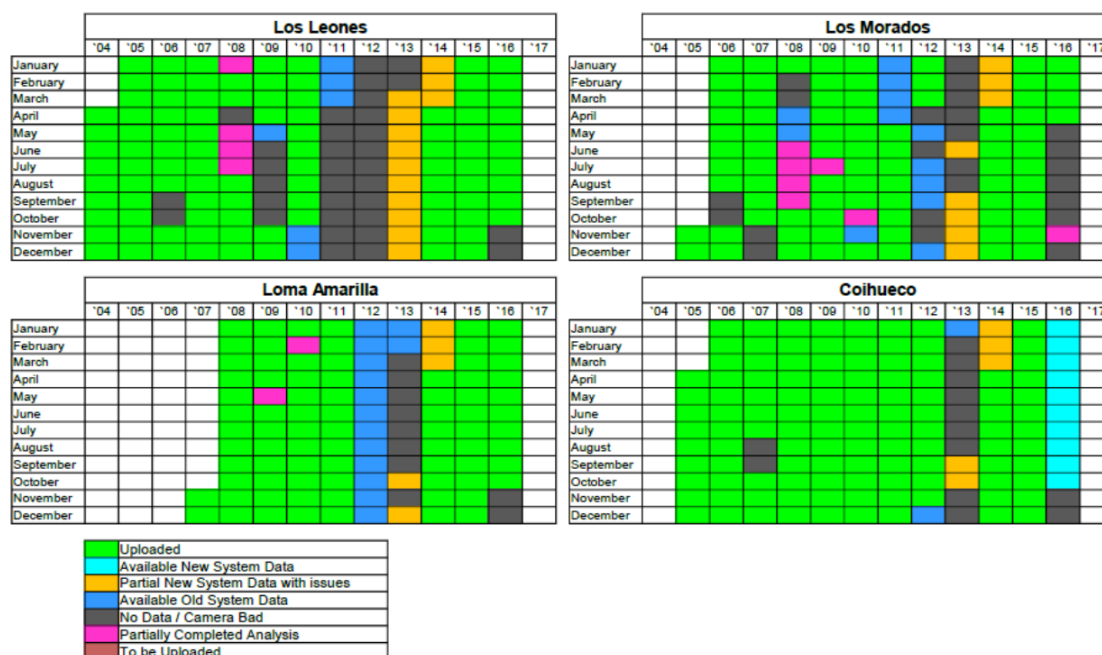 Los Leones
`04 `05 `06 `07 `08 `09 `10 `11 `12 `13 `14 `15 `16 `17
January
February
March
April
May
June
July
August
September
October
November
December
Los Morados
`04 `05 `06 `07 `08 `09 `10 `11 `12 `13 `14 `15 `16 `17
January
February
March
April
May
June
July
August
September
October
November
December
Loma Amarilla
`04 `05 `06 `07 `08 `09 `10 `11 `12 `13 `14 `15 `16 `17
January
February
March
April
May
June
July
August
September
October
November
December
Coihueco
`04 `05 `06 `07 `08 `09 `10 `11 `12 `13 `14 `15 `16 `17
January
February
March
April
May
June
July
August
September
October
November
December
Uploaded
Available New System Data
Partial New System Data with issues
Available Old System Data
No Data / Camera Bad
Partially Completed Analysis
To be Uploaded